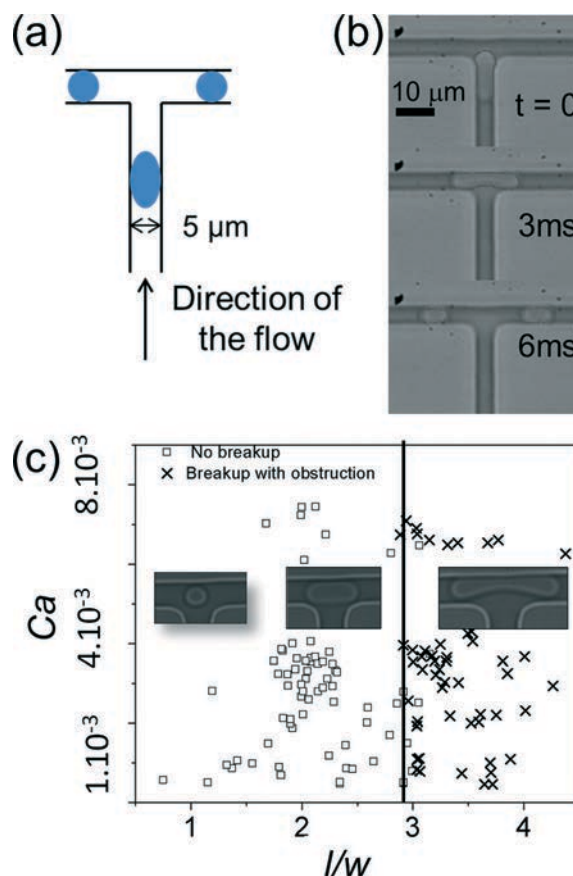 (a)
5 µm
Direction of
the flow
(b)
10 µm
t = 0
3ms
6ms
(c)
□ No breakup
× Breakup with obstruction
8.10⁻³
4.10⁻³
1.10⁻³
Ca
1 2 3 4
l/w